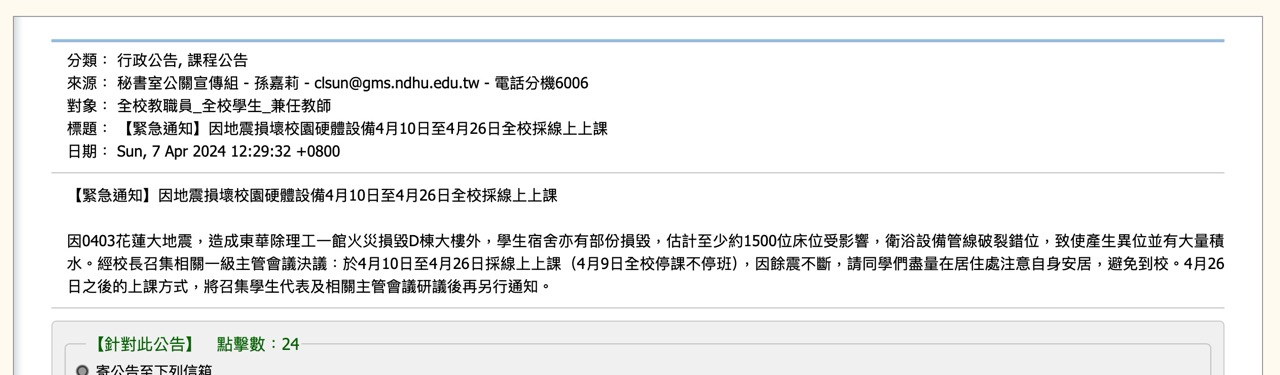 分類： 行政公告, 課程公告
來源： 秘書室公關宣傳組 - 孫嘉莉 - clsun@gms.ndhu.edu.tw - 電話分機6006
對象： 全校教職員_全校學生_兼任教師
標題： 【緊急通知】因地震損壞校園硬體設備4月10日至4月26日全校採線上上課
日期： Sun, 7 Apr 2024 12:29:32 +0800
【緊急通知】因地震損壞校園硬體設備4月10日至4月26日全校採線上上課
因0403花蓮大地震，造成東華除理工一館火災損毀D棟大樓外，學生宿舍亦有部份損毀，估計至少約1500位床位受影響，衛浴設備管線破裂錯位，致使產生異位並有大量積
水。經校長召集相關一級主管會議決議：於4月10日至4月26日採線上上課（4月9日全校停課不停班），因餘震不斷，請同學們盡量在居住處注意自身安居，避免到校。4月26
日之後的上課方式，將召集學生代表及相關主管會議研議後再另行通知。
【針對此公告】 點擊數：24
寄公告至下列信箱